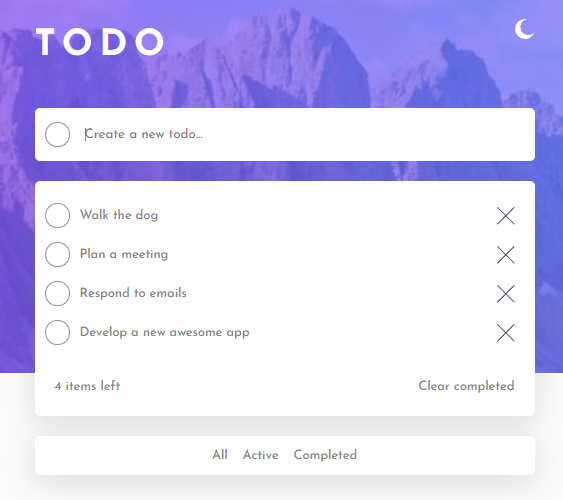 TODO
Create a new todo...
Walk the dog
Plan a meeting
Respond to emails
Develop a new awesome app
4 items left Clear completed
All Active Completed